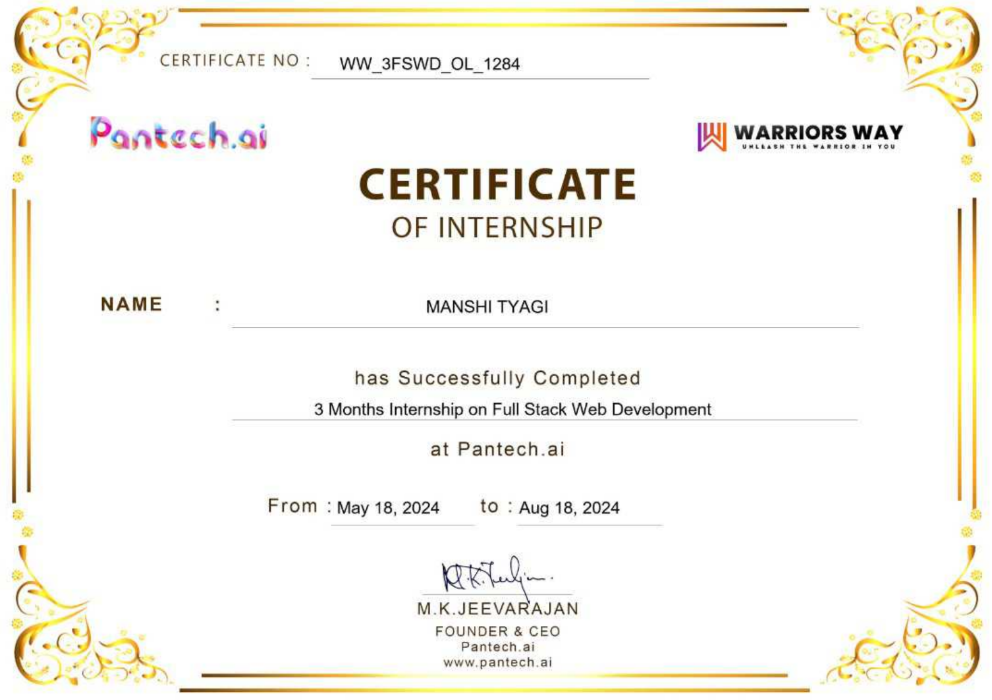 CERTIFICATE NO : WW_3FSWD_OL_1284
Pantech.ai
WARRIORS WAY
UNLEASH THE WARRIOR IN YOU
CERTIFICATE
OF INTERNSHIP
NAME : MANSHI TYAGI
has Successfully Completed
3 Months Internship on Full Stack Web Development
at Pantech.ai
From : May 18, 2024 to : Aug 18, 2024
M.K.JEEVARAJAN
FOUNDER & CEO
Pantech.ai
www.pantech.ai